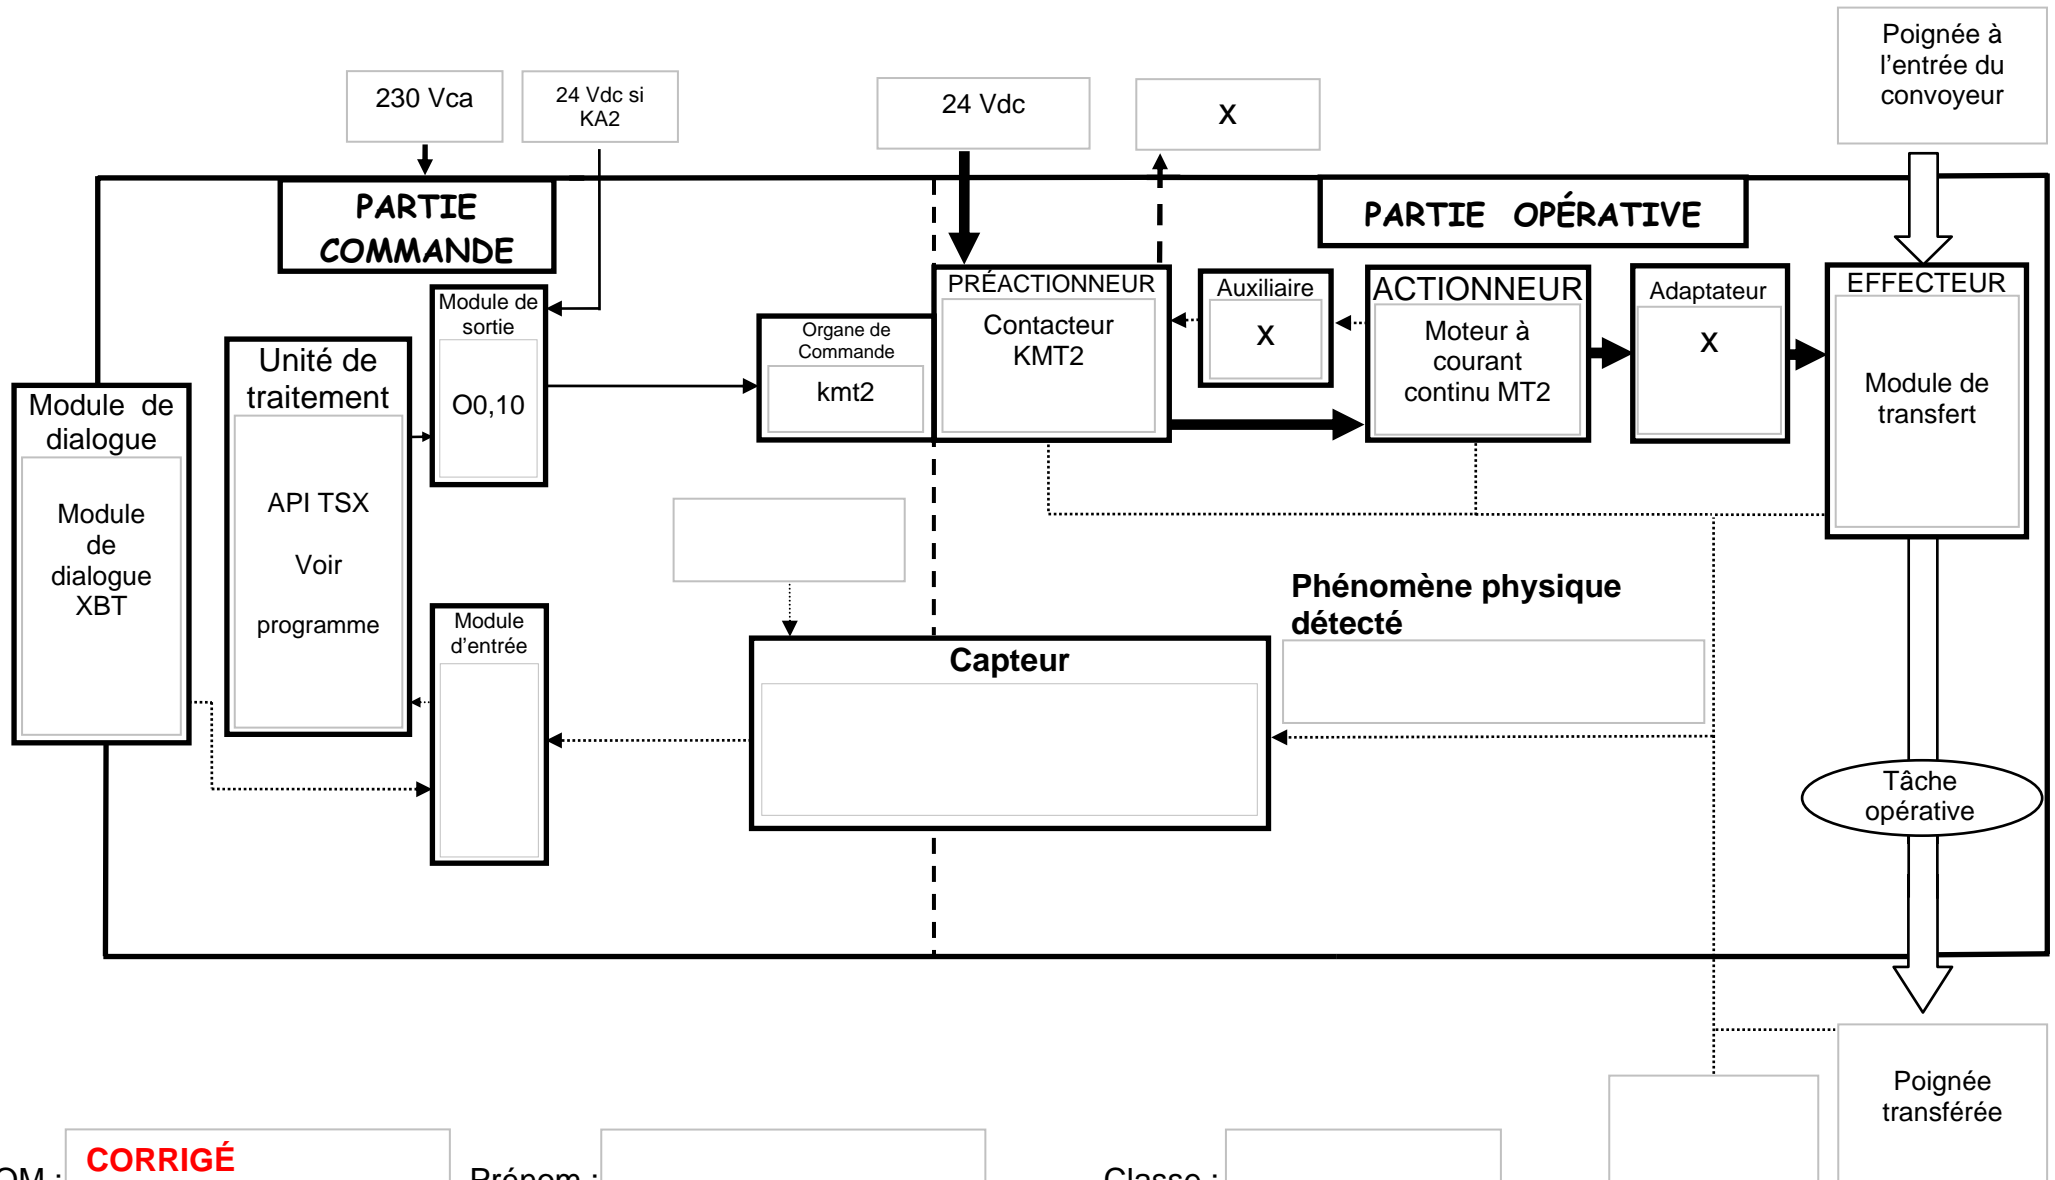 Poignée à
l'entrée du
convoyeur
230 Vca
24 Vdc si
KA2
24 Vdc
x
PARTIE
COMMANDE
PARTIE OPÉRATIVE
Module de
sortie
O0,10
Organe de
Commande
kmt2
PRÉACTIONNEUR
Contacteur
KMT2
Auxiliaire
x
ACTIONNEUR
Moteur à
courant
continu MT2
Adaptateur
x
EFFECTEUR
Module de
transfert
Unité de
traitement
API TSX
Voir
programme
Module de
dialogue
Module
de
dialogue
XBT
Phénomène physique
détecté
Module
d'entrée
Capteur
Tâche
opérative
Poignée
transférée
CORRIGÉ
OM :
Prénom :
Classe :